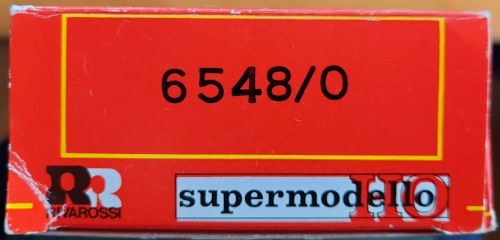 6548/0
RR
RIVAROSSI
supermodello HO